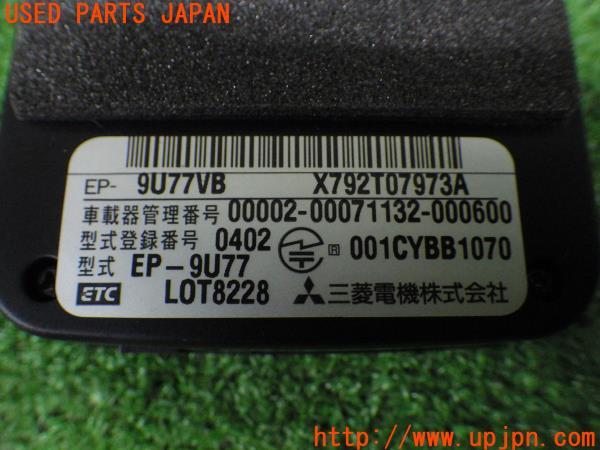 USED PARTS JAPAN
EP- 9U77VB X792T07973A
車載器管理番号 00002-00071132-000600
型式登録番号 0402 R 001CYBB1070
型式 EP-9U77
ETC LOT8228 三菱電機株式会社
https://www.upjpn.com/